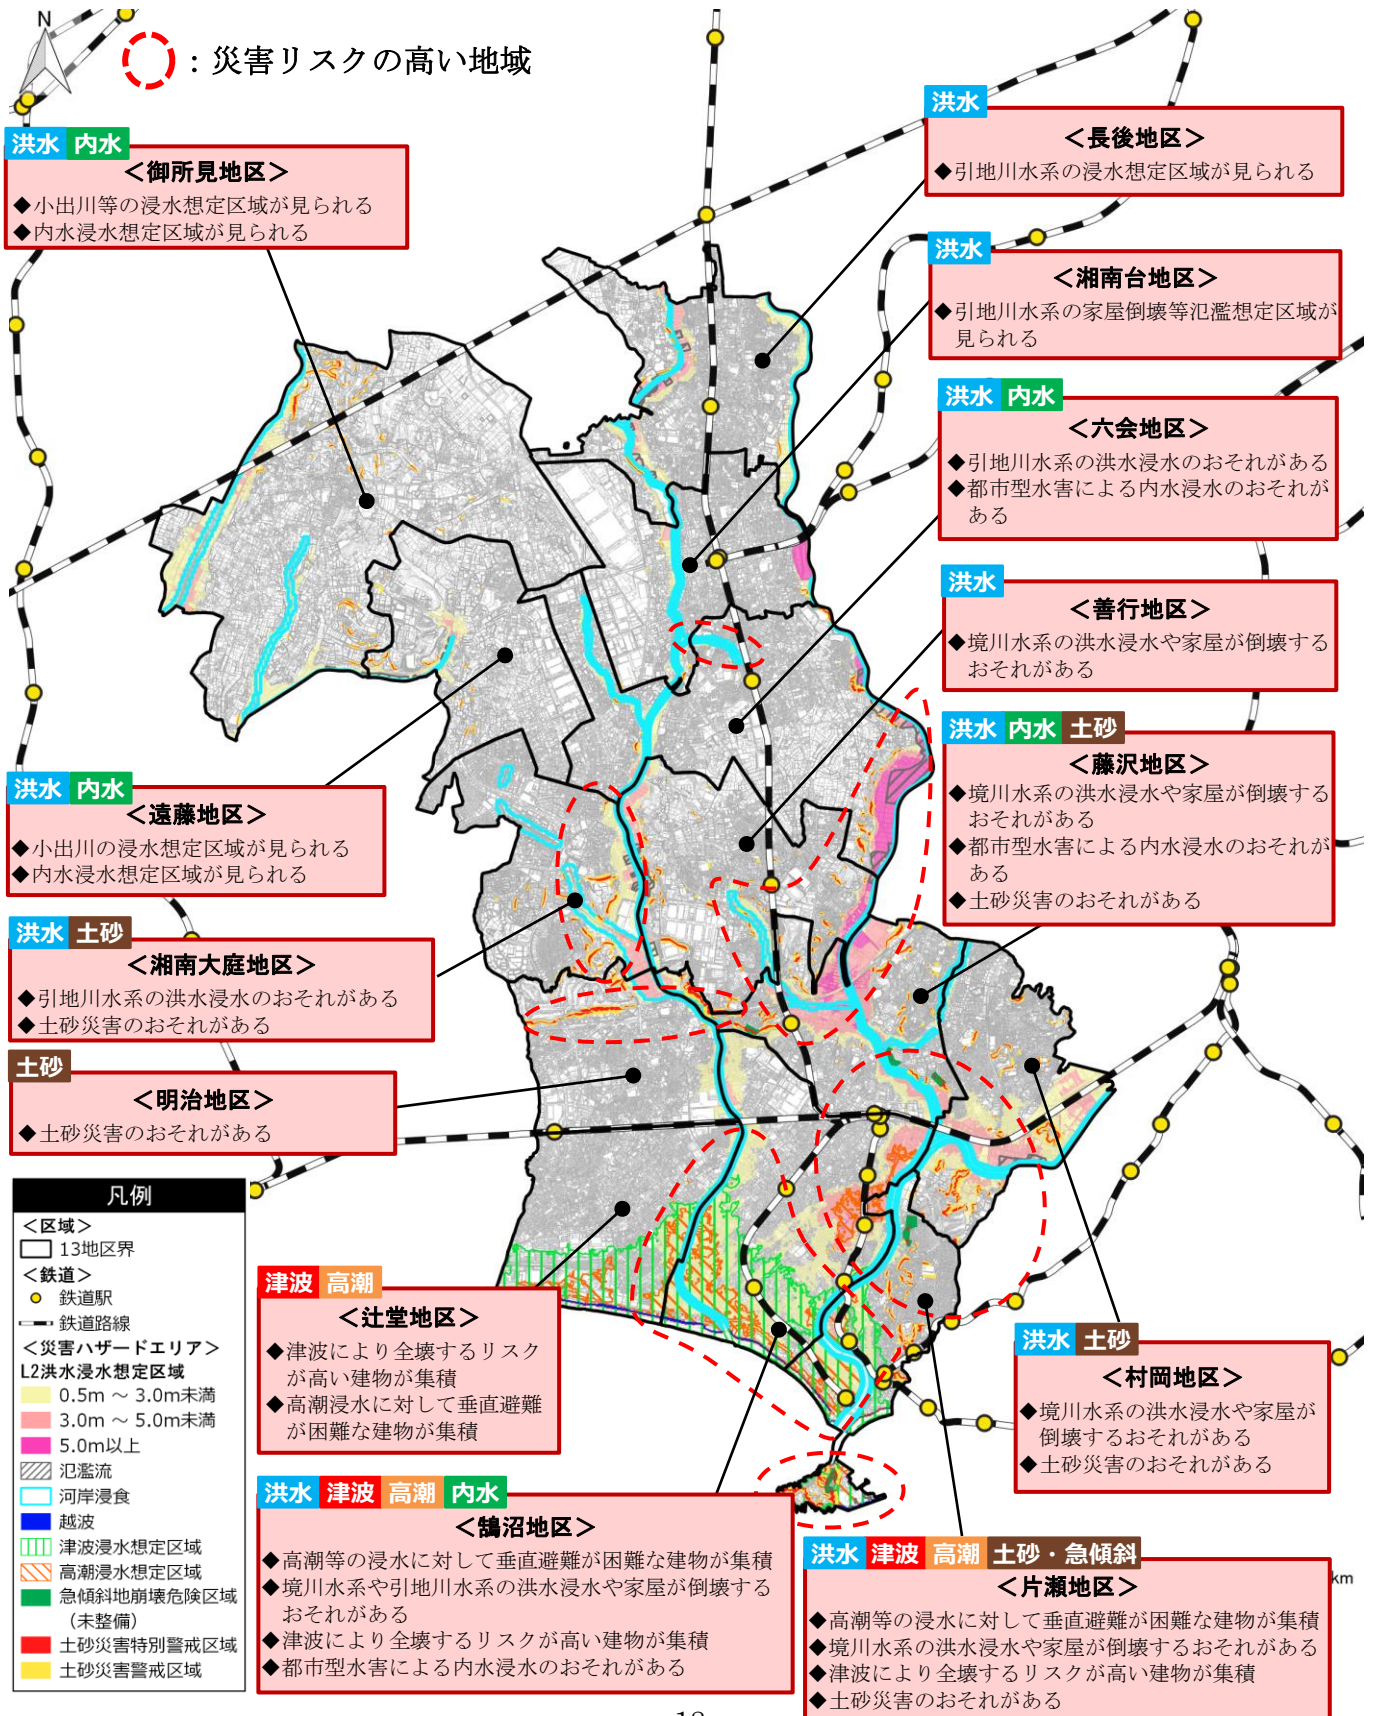 N
：災害リスクの高い地域
洪水 内水
＜御所見地区＞
◆小出川等の浸水想定区域が見られる
◆内水浸水想定区域が見られる
洪水
＜長後地区＞
◆引地川水系の浸水想定区域が見られる
洪水
＜湘南台地区＞
◆引地川水系の家屋倒壊等氾濫想定区域が
見られる
洪水 内水
＜六会地区＞
◆引地川水系の洪水浸水のおそれがある
◆都市型水害による内水浸水のおそれが
ある
洪水
＜善行地区＞
◆境川水系の洪水浸水や家屋が倒壊する
おそれがある
洪水 内水 土砂
＜藤沢地区＞
◆境川水系の洪水浸水や家屋が倒壊する
おそれがある
◆都市型水害による内水浸水のおそれが
ある
◆土砂災害のおそれがある
洪水 内水
＜遠藤地区＞
◆小出川の浸水想定区域が見られる
◆内水浸水想定区域が見られる
洪水 土砂
＜湘南大庭地区＞
◆引地川水系の洪水浸水のおそれがある
◆土砂災害のおそれがある
土砂
＜明治地区＞
◆土砂災害のおそれがある
凡例
＜区域＞
13地区界
＜鉄道＞
鉄道駅
鉄道路線
＜災害ハザードエリア＞
L2洪水浸水想定区域
0.5m ～ 3.0m未満
3.0m ～ 5.0m未満
5.0m以上
氾濫流
河岸浸食
越波
津波浸水想定区域
高潮浸水想定区域
急傾斜地崩壊危険区域
（未整備）
土砂災害特別警戒区域
土砂災害警戒区域
津波 高潮
＜辻堂地区＞
◆津波により全壊するリスク
が高い建物が集積
◆高潮浸水に対して垂直避難
が困難な建物が集積
洪水 土砂
＜村岡地区＞
◆境川水系の洪水浸水や家屋が
倒壊するおそれがある
◆土砂災害のおそれがある
洪水 津波 高潮 内水
＜鵠沼地区＞
◆高潮等の浸水に対して垂直避難が困難な建物が集積
◆境川水系や引地川水系の洪水浸水や家屋が倒壊する
おそれがある
◆津波により全壊するリスクが高い建物が集積
◆都市型水害による内水浸水のおそれがある
洪水 津波 高潮 土砂・急傾斜
＜片瀬地区＞
◆高潮等の浸水に対して垂直避難が困難な建物が集積
◆境川水系の洪水浸水や家屋が倒壊するおそれがある
◆津波により全壊するリスクが高い建物が集積
◆土砂災害のおそれがある
km